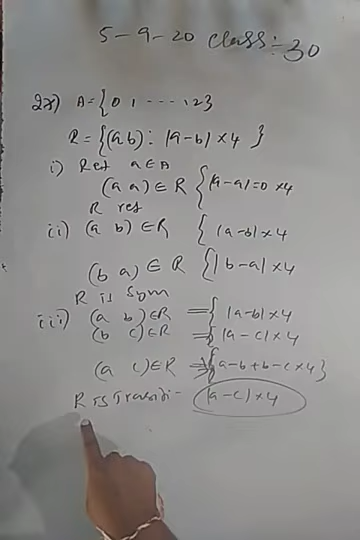 5-9-20 class:-30
2x) A={0 1 ----, 12}
R={(a b): |a-b| ×4 }
i) Ref a∈A
(a a)∈R {|a-a|=0 ×4
R ref
ii) (a b) ∈R { |a-b| ×4
(b a) ∈ R {|b-a| ×4
R is Sym
iii) (a b)∈R ={ |a-b| ×4
(b c)∈R ={ |a-c| ×4
(a c)∈R ⇒{a-b+b-c ×4}
R is Transiti- |a-c| ×4